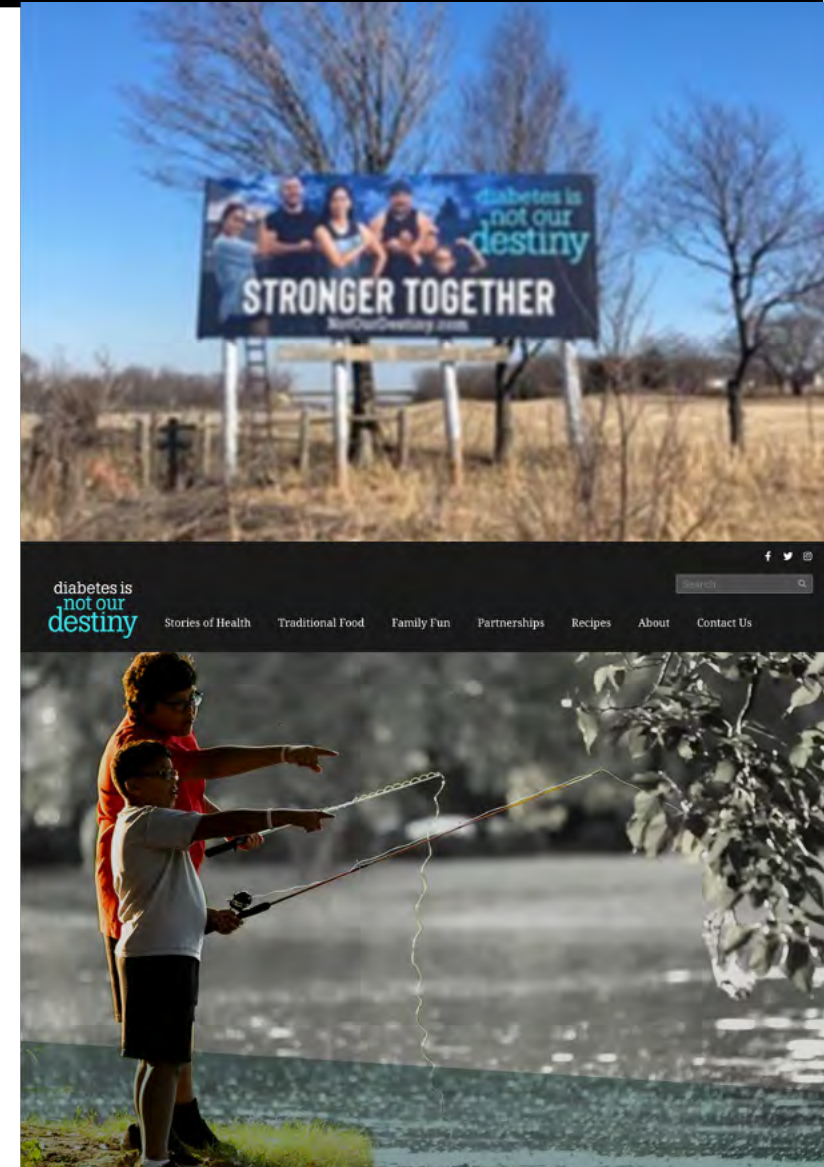 diabetes is
not our
destiny
STRONGER TOGETHER
NotOurDestiny.com
diabetes is
not our
destiny
Search
Stories of Health
Traditional Food
Family Fun
Partnerships
Recipes
About
Contact Us